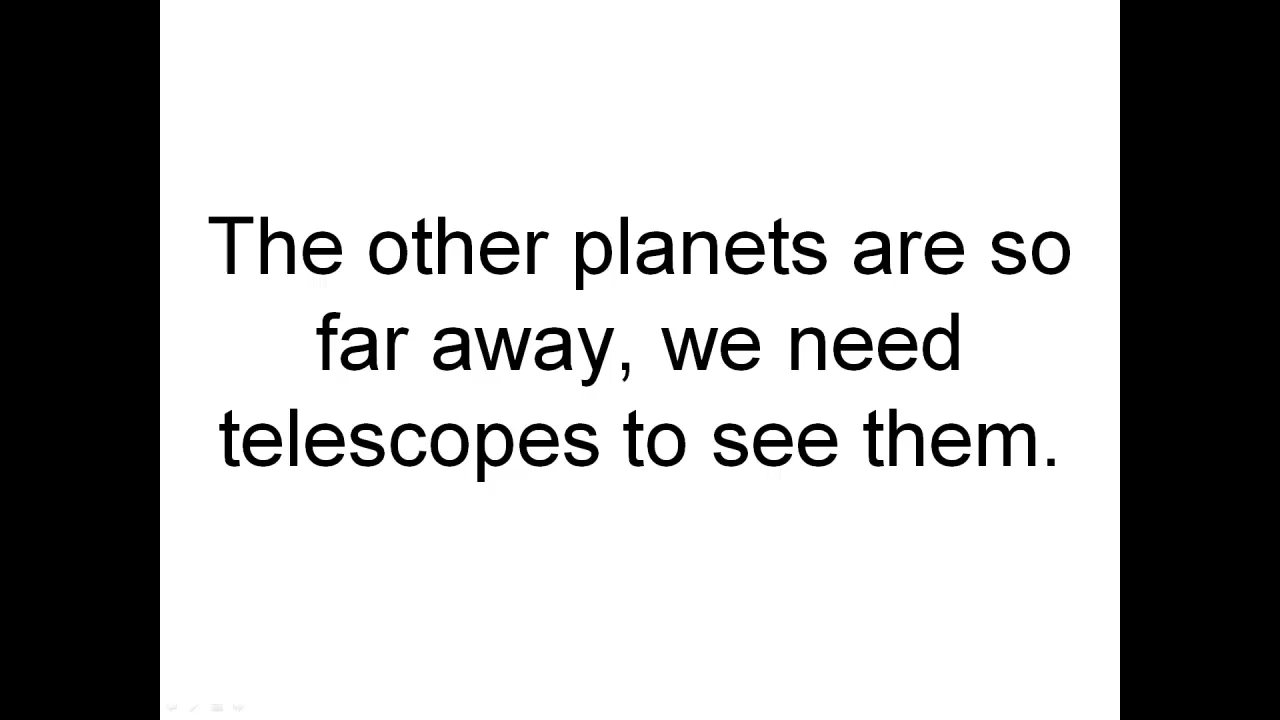 The other planets are so
far away, we need
telescopes to see them.